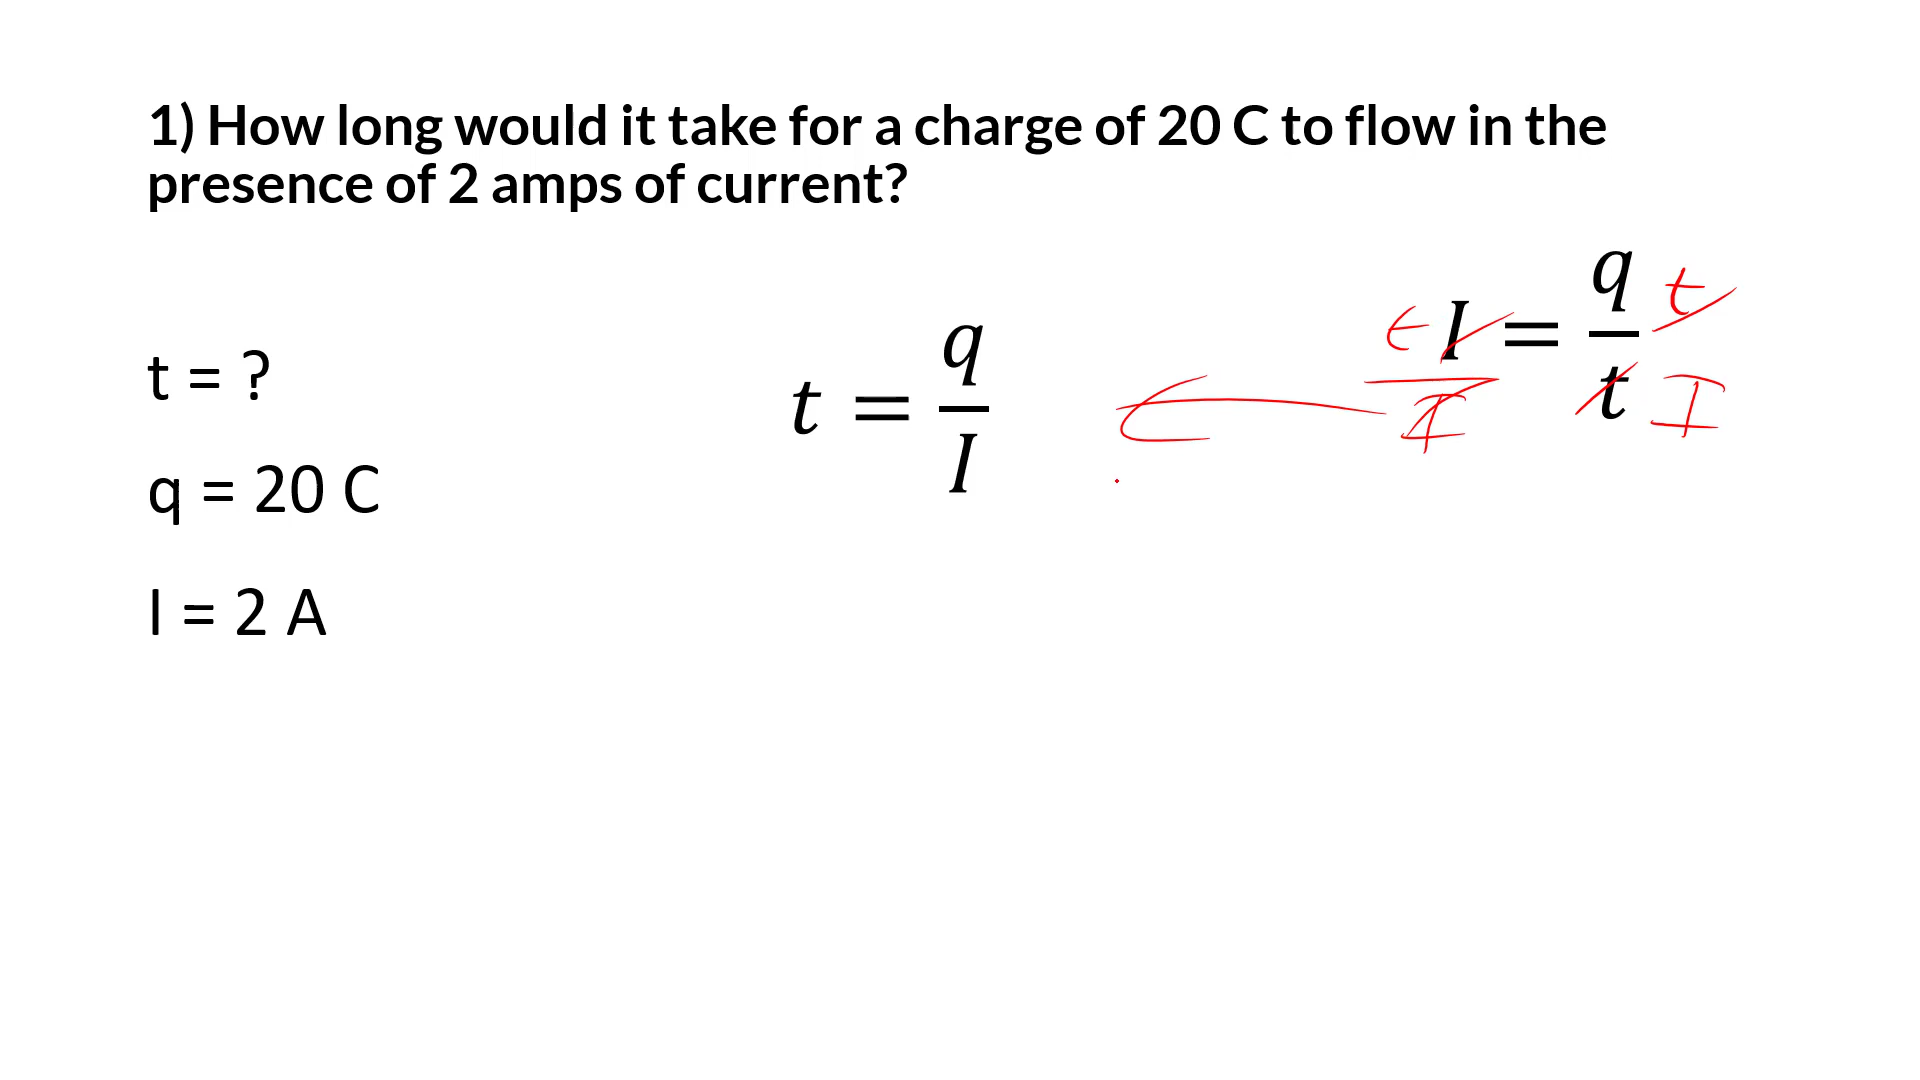 1) How long would it take for a charge of 20 C to flow in the
presence of 2 amps of current?
t = ?
q = 20 C
I = 2 A
t = q/I
I = q/t
t
t
I
I